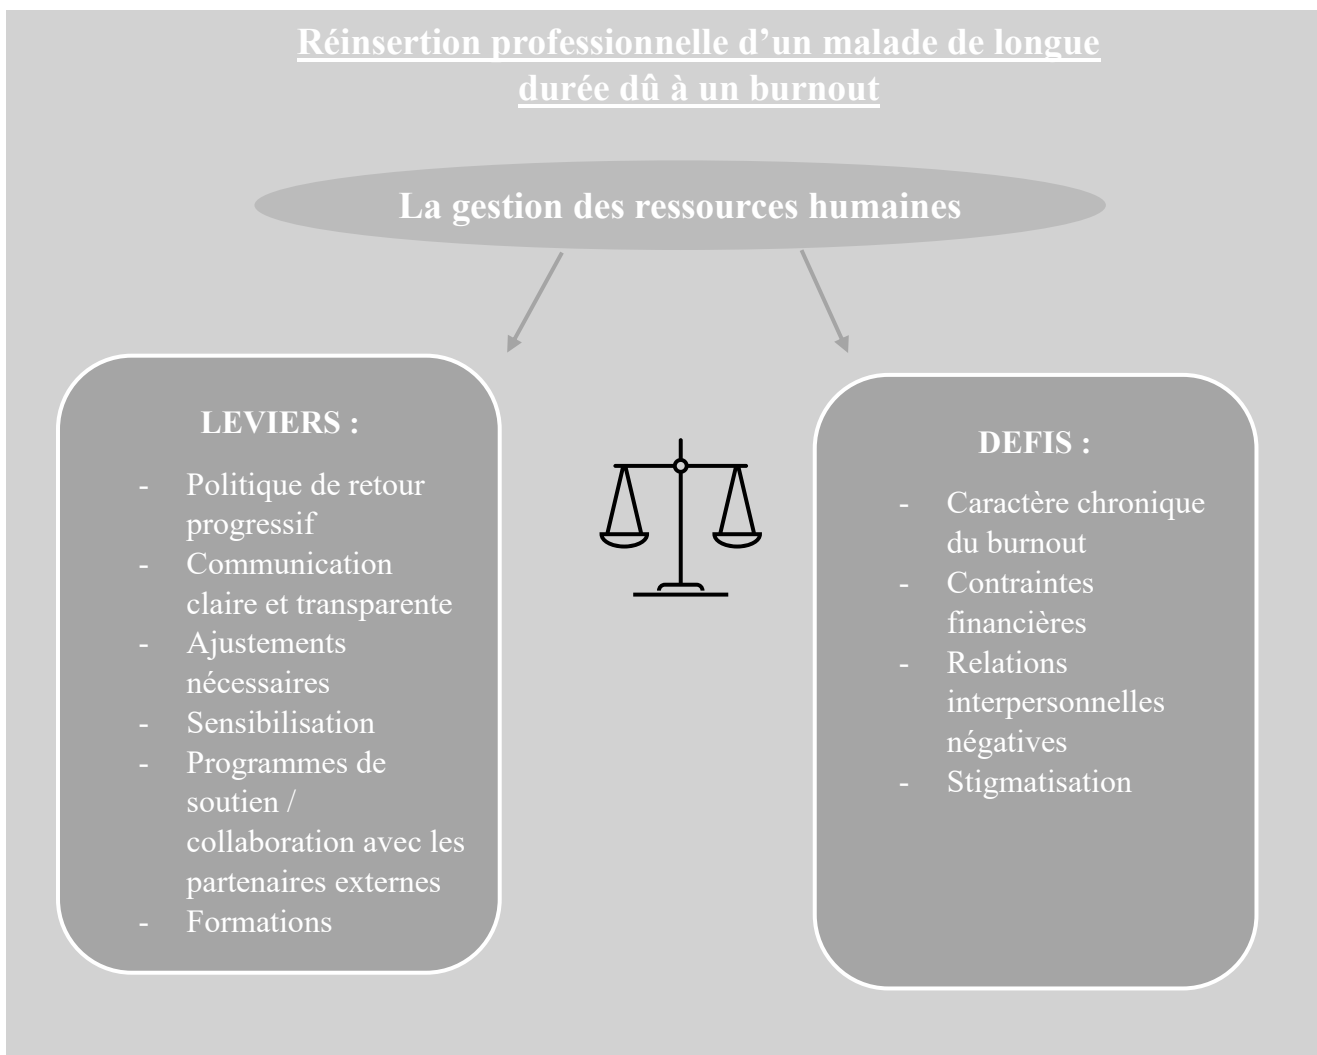 Réinsertion professionnelle d’un malade de longue
durée dû à un burnout
La gestion des ressources humaines
LEVIERS :
- Politique de retour
progressif
- Communication
claire et transparente
- Ajustements
nécessaires
- Sensibilisation
- Programmes de
soutien /
collaboration avec les
partenaires externes
- Formations
DEFIS :
- Caractère chronique
du burnout
- Contraintes
financières
- Relations
interpersonnelles
négatives
- Stigmatisation